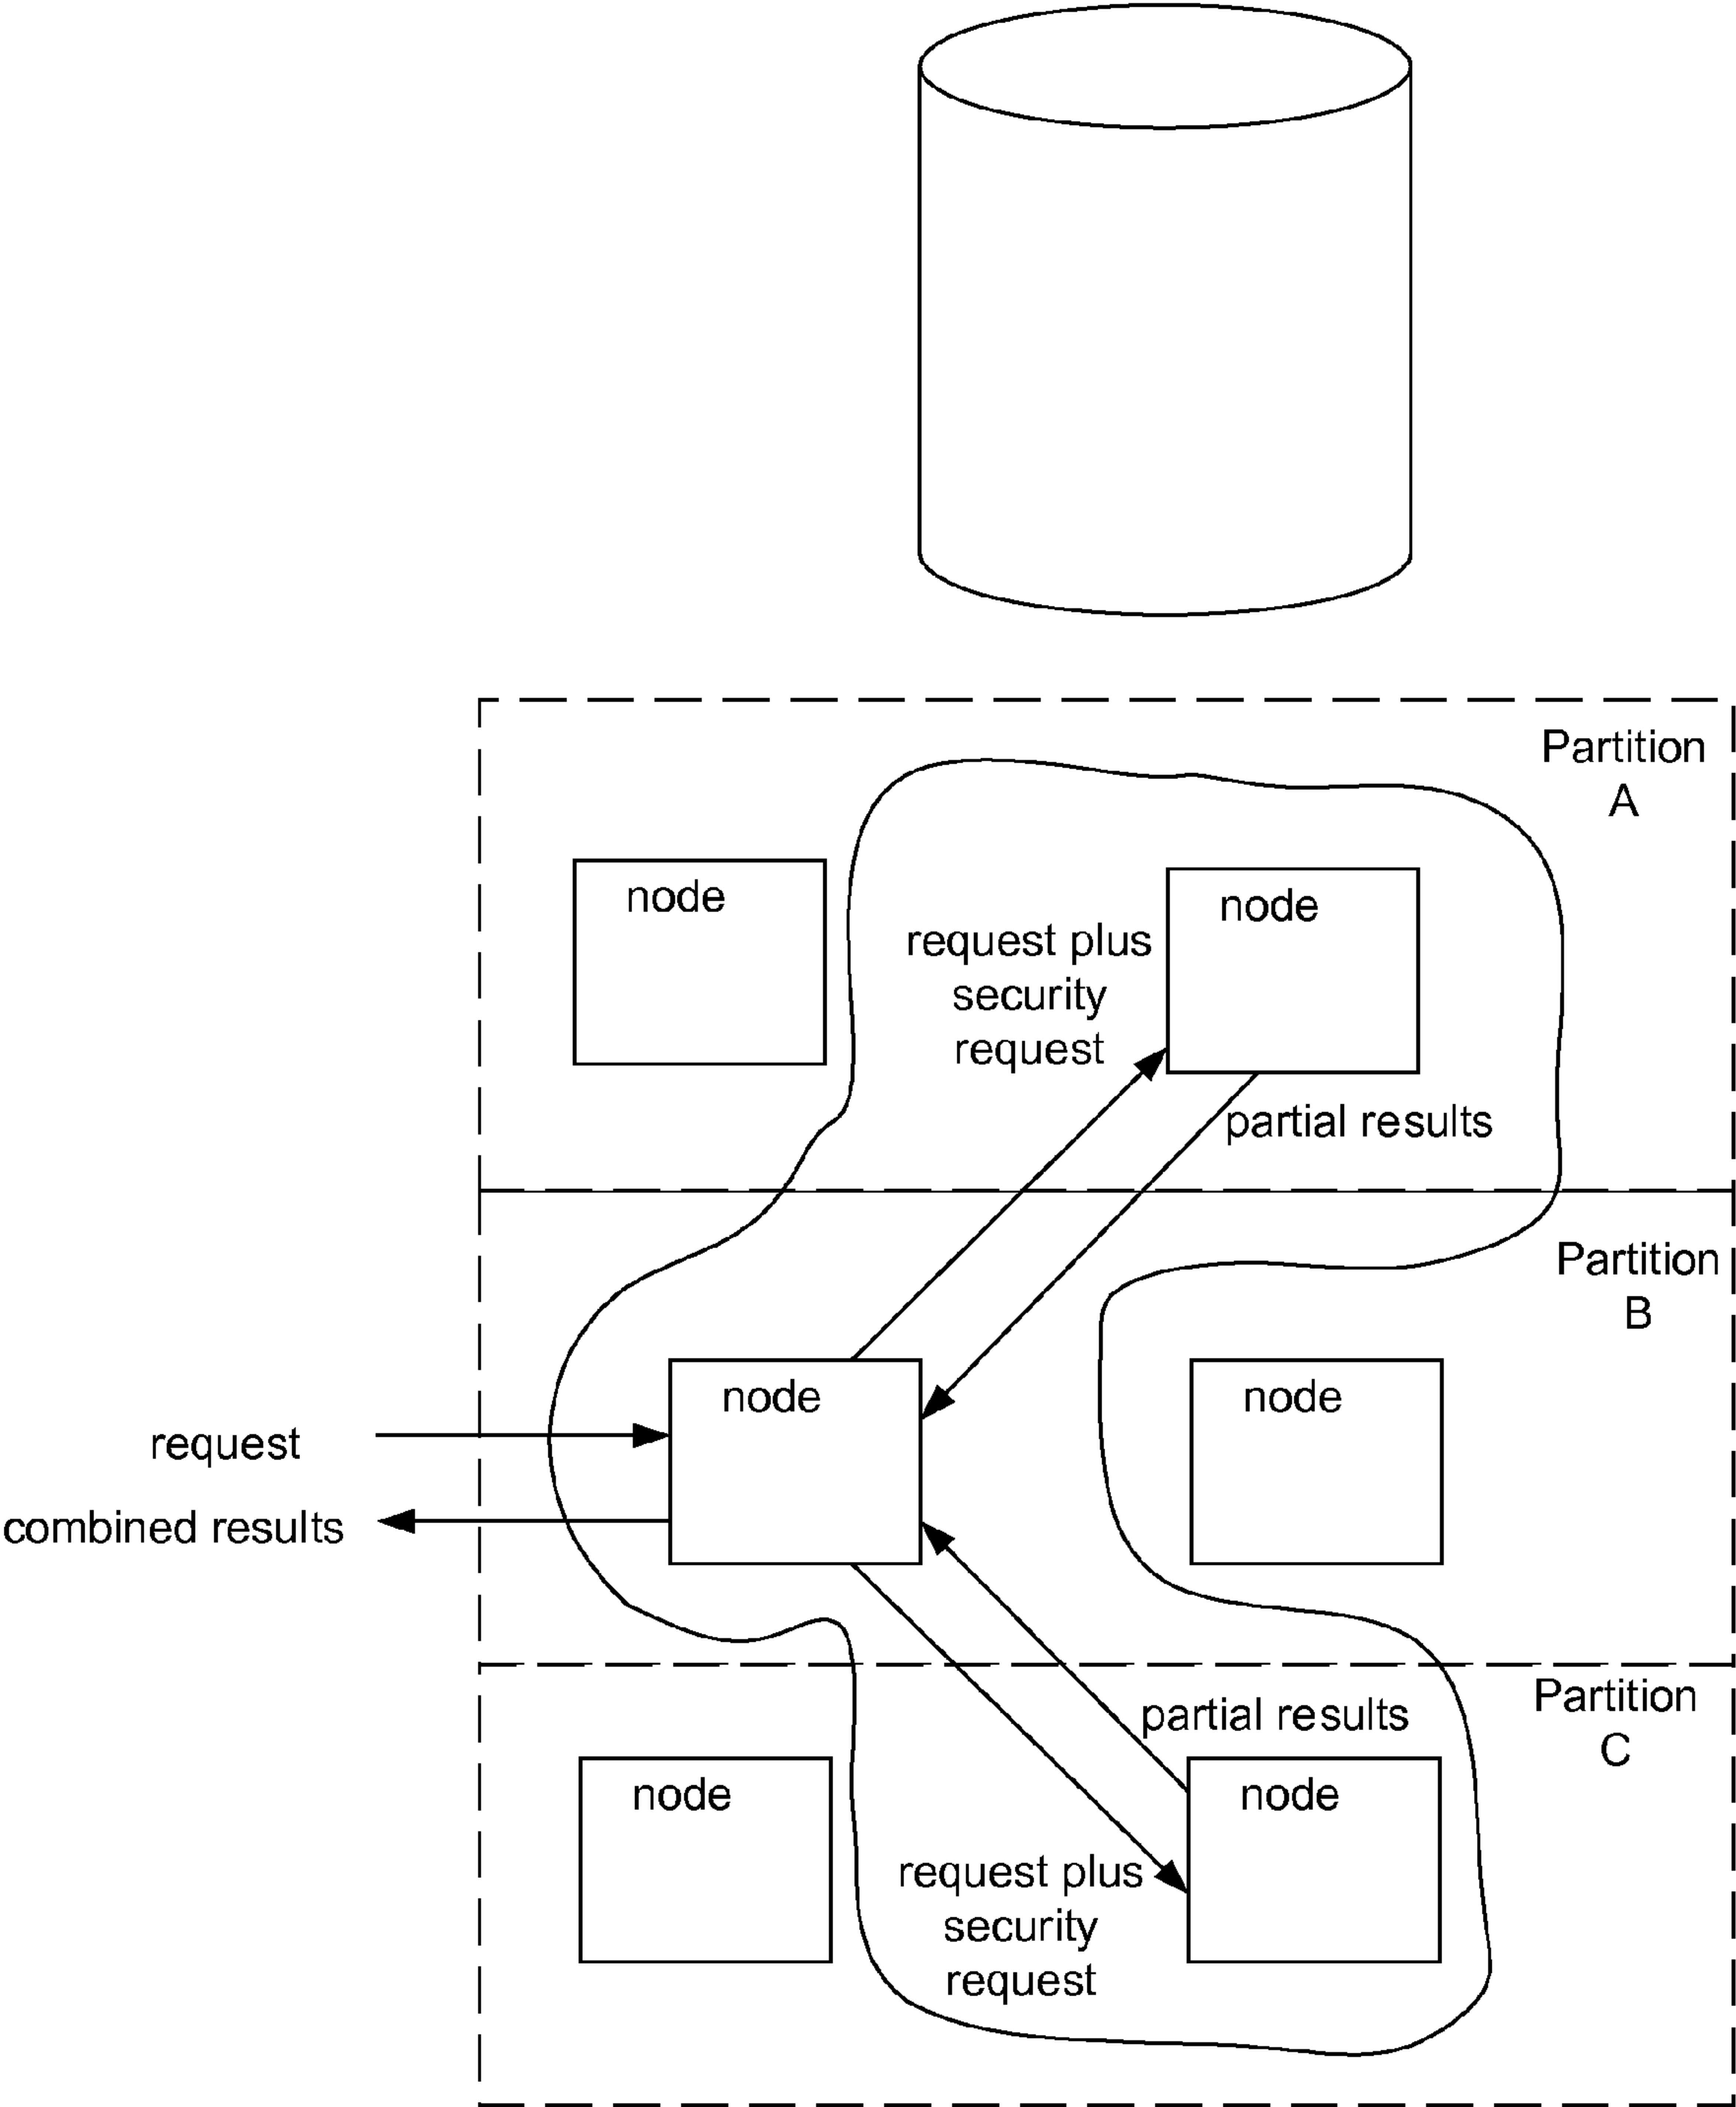 Partition
A
node
node
request plus
security
request
partial results
Partition
B
node
node
request
combined results
partial results
Partition
C
node
node
request plus
security
request